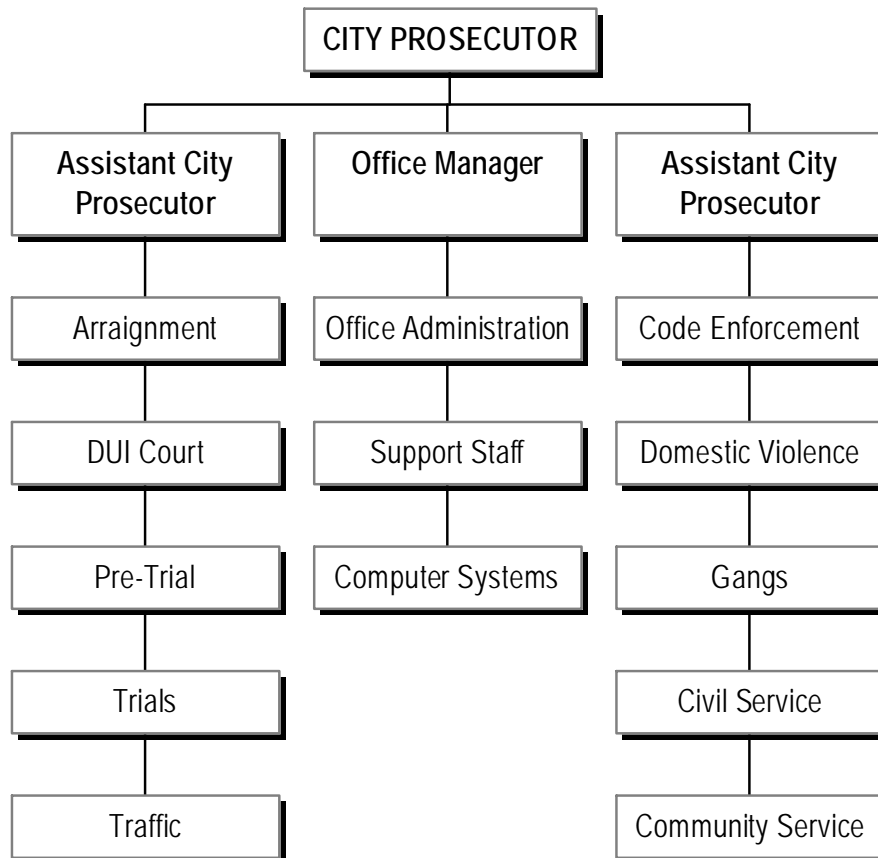 CITY PROSECUTOR
Assistant City
Prosecutor
Office Manager
Assistant City
Prosecutor
Arraignment
Office Administration
Code Enforcement
DUI Court
Support Staff
Domestic Violence
Pre-Trial
Computer Systems
Gangs
Trials
Civil Service
Traffic
Community Service